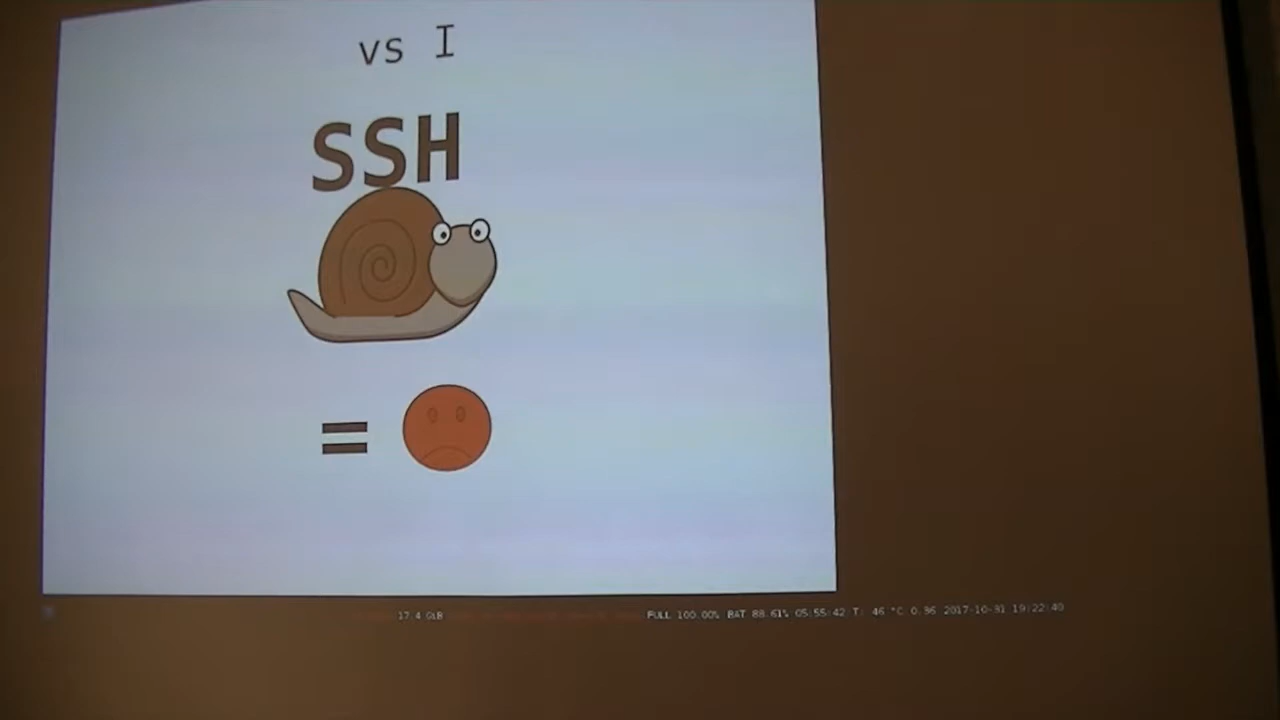 vs I
SSH
=
17.4 GiB
FULL 100.00% BAT 88.61% 05:55:42 T: 46 °C 0.36 2017-10-31 19:22:40